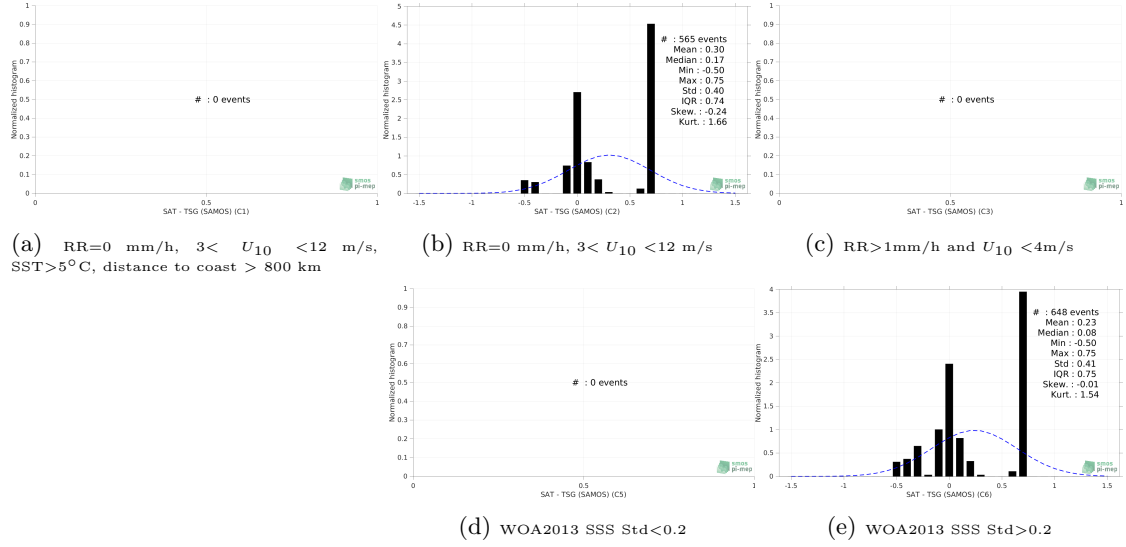 1
0.9
0.8
0.7
0.6
0.5
0.4
0.3
0.2
0.1
0
Normalized histogram
# : 0 events
0 0.5 1
SAT - TSG (SAMOS) (C1)
smos
pi-mep
5
4.5
4
3.5
3
2.5
2
1.5
1
0.5
0
Normalized histogram
# : 565 events
Mean : 0.30
Median : 0.17
Min : -0.50
Max : 0.75
Std : 0.40
IQR : 0.74
Skew. : -0.24
Kurt. : 1.66
-1.5 -1 -0.5 0 0.5 1 1.5
SAT - TSG (SAMOS) (C2)
smos
pi-mep
1
0.9
0.8
0.7
0.6
0.5
0.4
0.3
0.2
0.1
0
Normalized histogram
# : 0 events
0 0.5 1
SAT - TSG (SAMOS) (C3)
smos
pi-mep
(a) RR=0 mm/h, 3< U10 <12 m/s,
SST>5°C, distance to coast > 800 km
(b) RR=0 mm/h, 3< U10 <12 m/s
(c) RR>1mm/h and U10 <4m/s
1
0.9
0.8
0.7
0.6
0.5
0.4
0.3
0.2
0.1
0
Normalized histogram
# : 0 events
0 0.5 1
SAT - TSG (SAMOS) (C5)
smos
pi-mep
4
3.5
3
2.5
2
1.5
1
0.5
0
Normalized histogram
# : 648 events
Mean : 0.23
Median : 0.08
Min : -0.50
Max : 0.75
Std : 0.41
IQR : 0.75
Skew. : -0.01
Kurt. : 1.54
-1.5 -1 -0.5 0 0.5 1 1.5
SAT - TSG (SAMOS) (C6)
smos
pi-mep
(d) WOA2013 SSS Std<0.2
(e) WOA2013 SSS Std>0.2